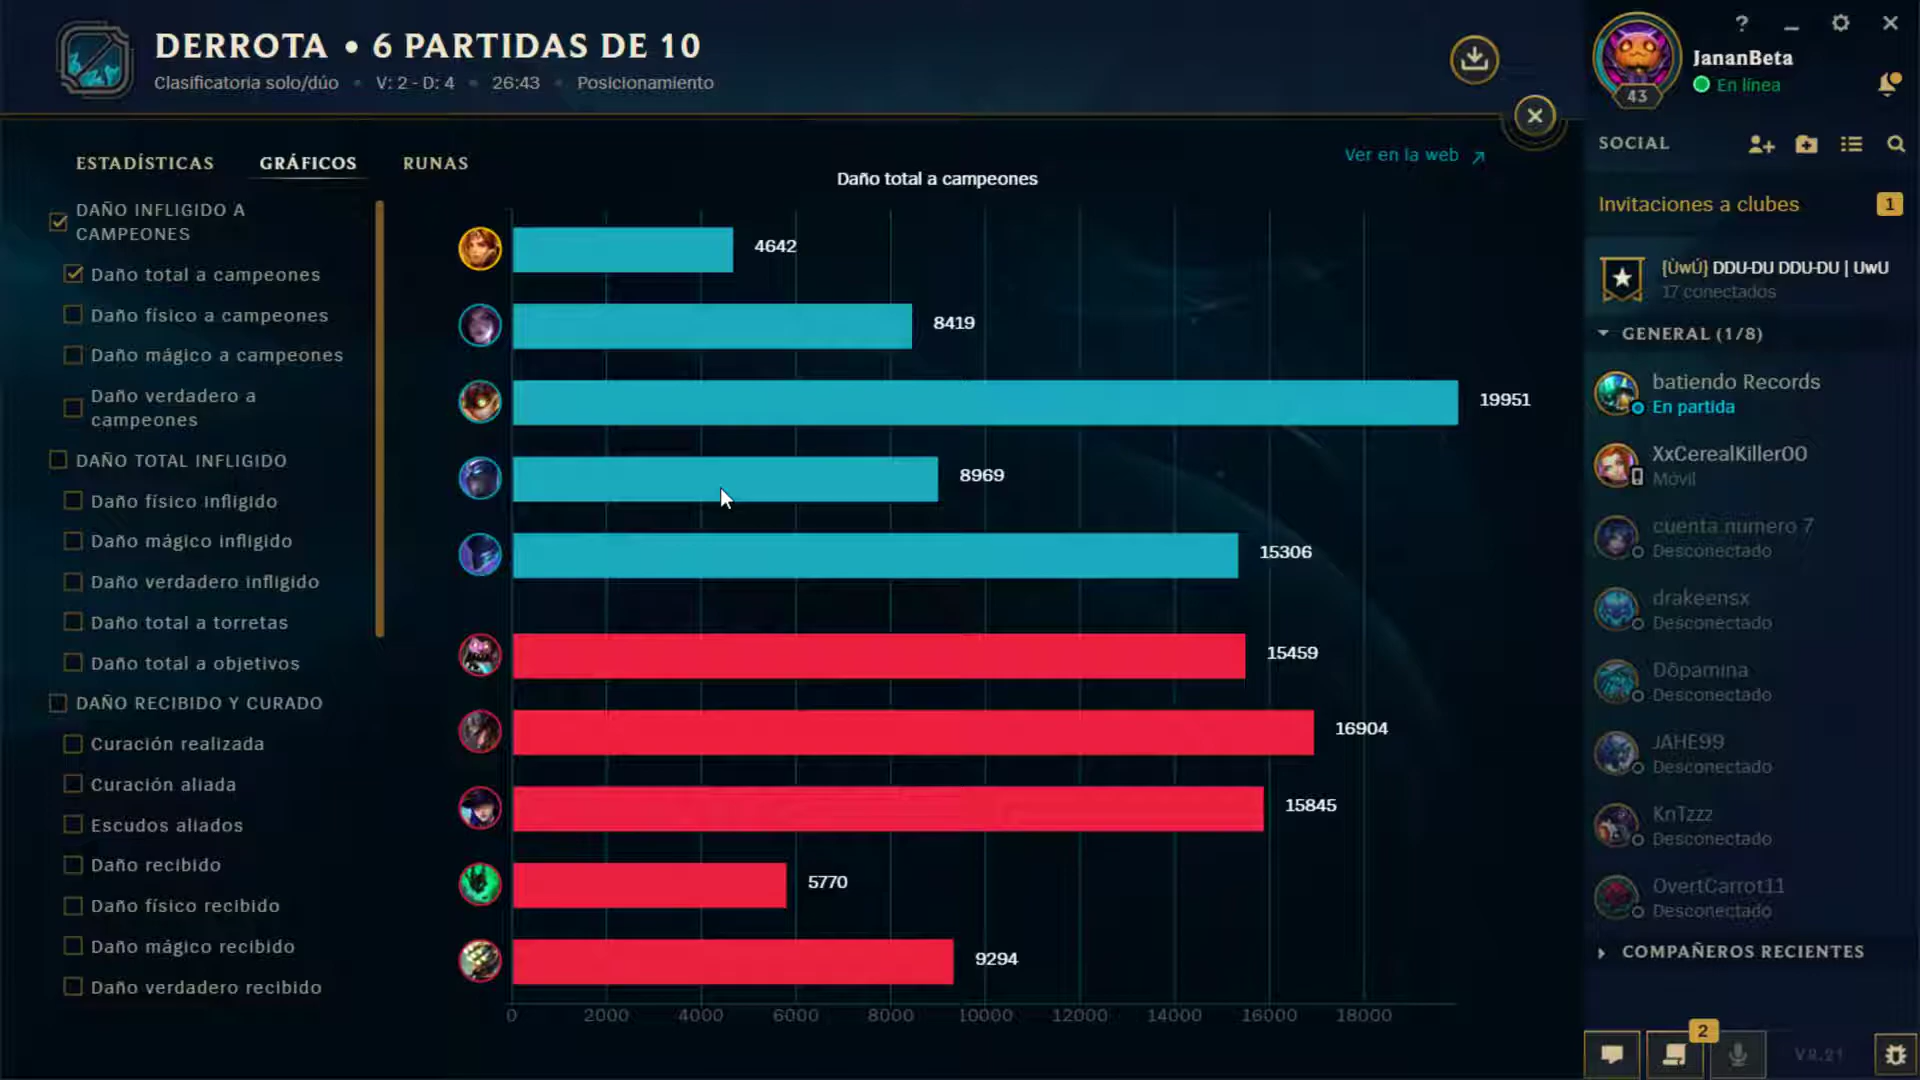 DERROTA • 6 PARTIDAS DE 10
Clasificatoria solo/dúo • V: 2 - D: 4 • 26:43 • Posicionamiento
ESTADÍSTICAS
GRÁFICOS
RUNAS
Ver en la web
DAÑO INFLIGIDO A
CAMPEONES
Daño total a campeones
Daño físico a campeones
Daño mágico a campeones
Daño verdadero a
campeones
DAÑO TOTAL INFLIGIDO
Daño físico infligido
Daño mágico infligido
Daño verdadero infligido
Daño total a torretas
Daño total a objetivos
DAÑO RECIBIDO Y CURADO
Curación realizada
Curación aliada
Escudos aliados
Daño recibido
Daño físico recibido
Daño mágico recibido
Daño verdadero recibido
Daño total a campeones
4642
8419
19951
8969
15306
15459
16904
15845
5770
9294
0 2000 4000 6000 8000 10000 12000 14000 16000 18000
?
JananBeta
En línea
43
SOCIAL
Invitaciones a clubes 1
[ÙwÚ] DDU-DU DDU-DU | UwU
17 conectados
GENERAL (1/8)
batiendo Records
En partida
XxCerealKiller00
Móvil
cuenta numero 7
Desconectado
drakeensx
Desconectado
Dôpamina
Desconectado
JAHE99
Desconectado
KnTzzz
Desconectado
OvertCarrot11
Desconectado
COMPAÑEROS RECIENTES
2
V8.21